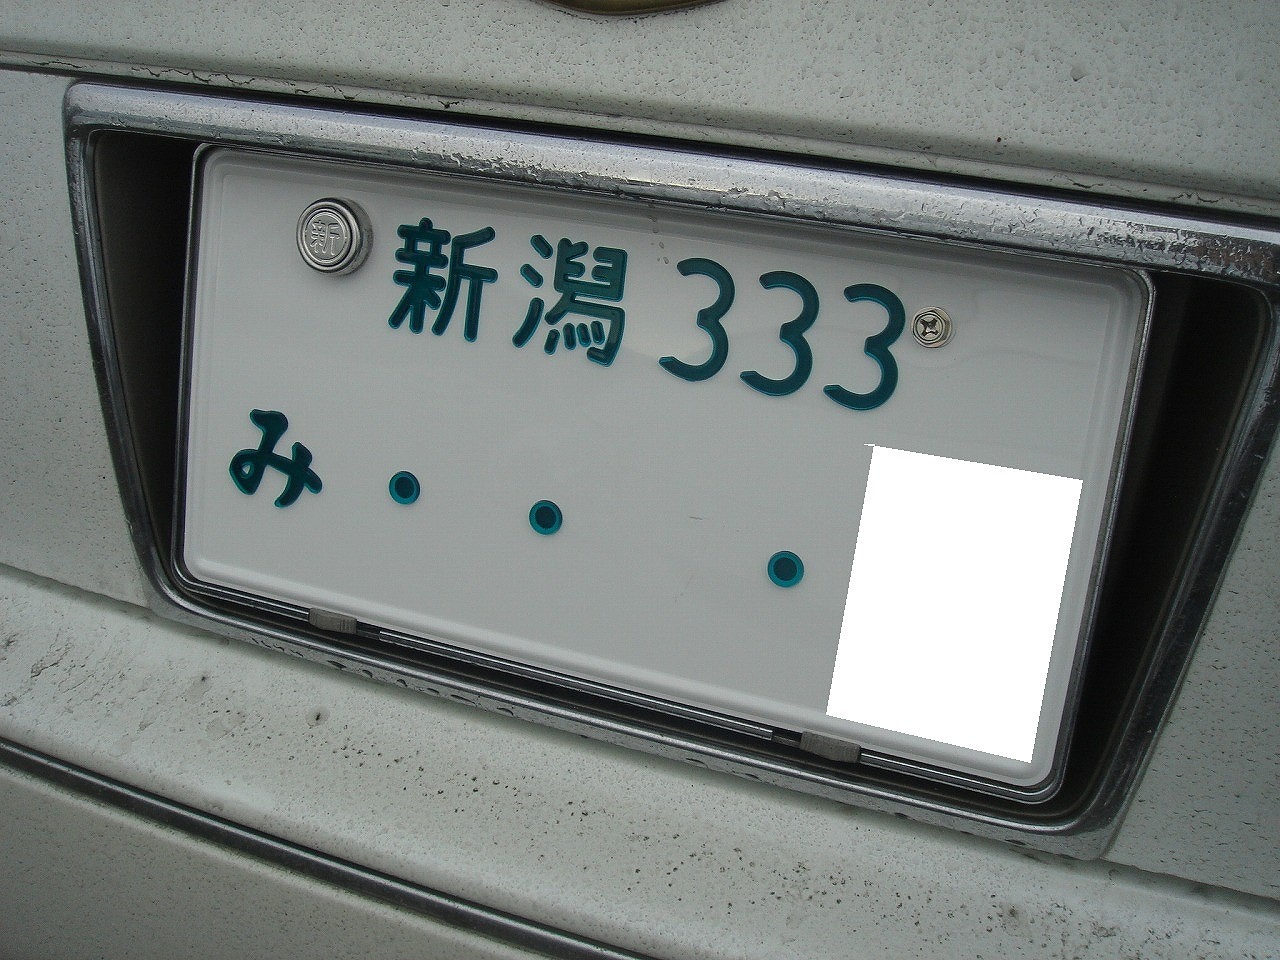 新
新潟 333
み・・ ・